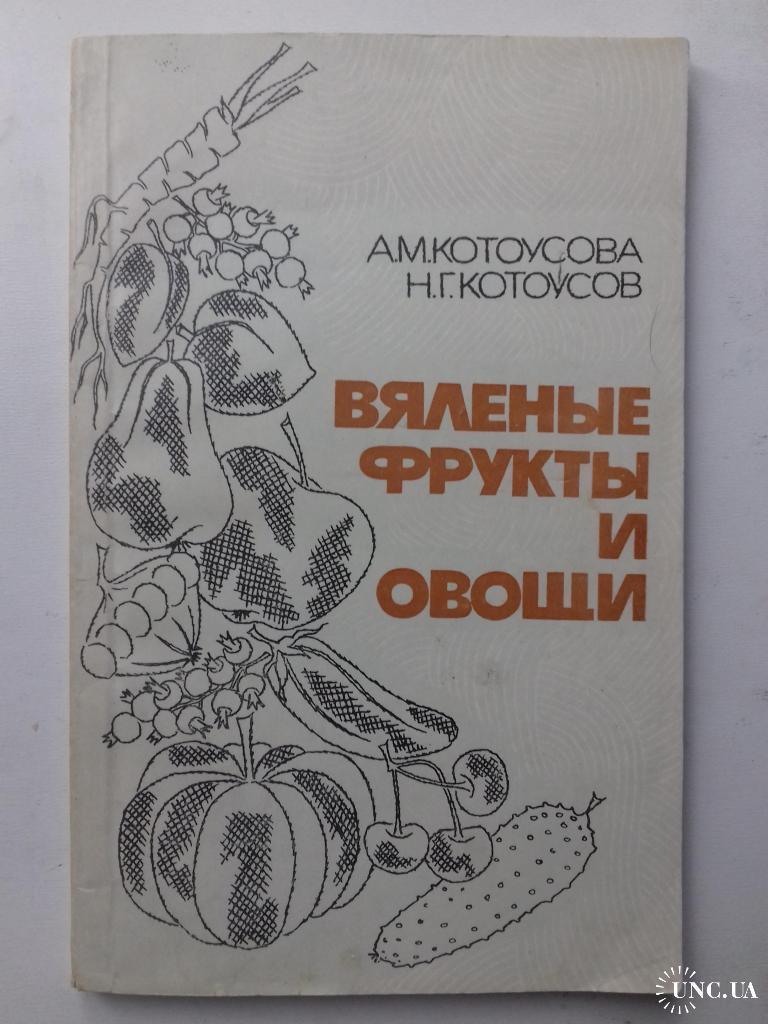 А.М.КОТОУСОВА
Н.Г.КОТОУСОВ
ВЯЛЕНЫЕ
ФРУКТЫ
И
ОВОЩИ
UNC.UA